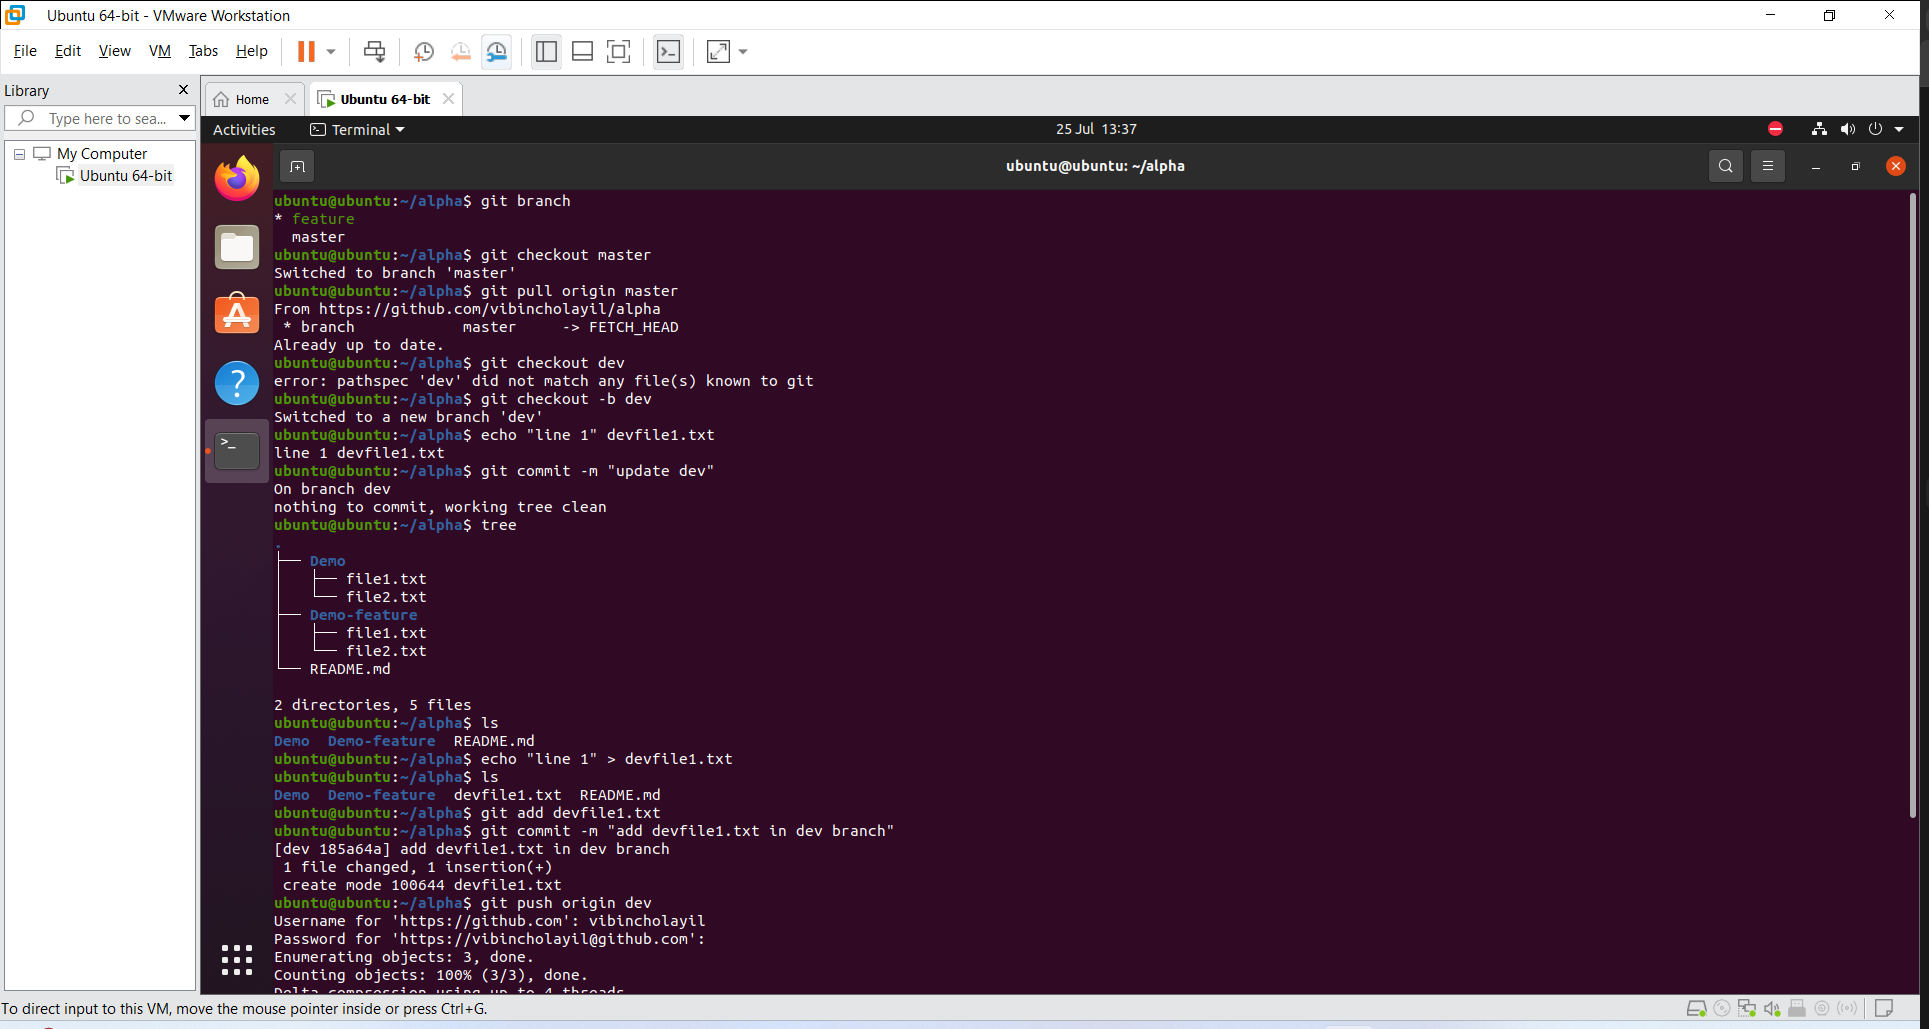 Ubuntu 64-bit - VMware Workstation
File Edit View VM Tabs Help
Library
Home
Ubuntu 64-bit
Type here to sea...
My Computer
Ubuntu 64-bit
Activities
Terminal
25 Jul 13:37
ubuntu@ubuntu: ~/alpha
ubuntu@ubuntu:~/alpha$ git branch
* feature
  master
ubuntu@ubuntu:~/alpha$ git checkout master
Switched to branch 'master'
ubuntu@ubuntu:~/alpha$ git pull origin master
From https://github.com/vibincholayil/alpha
 * branch            master     -> FETCH_HEAD
Already up to date.
ubuntu@ubuntu:~/alpha$ git checkout dev
error: pathspec 'dev' did not match any file(s) known to git
ubuntu@ubuntu:~/alpha$ git checkout -b dev
Switched to a new branch 'dev'
ubuntu@ubuntu:~/alpha$ echo "line 1" devfile1.txt
line 1 devfile1.txt
ubuntu@ubuntu:~/alpha$ git commit -m "update dev"
On branch dev
nothing to commit, working tree clean
ubuntu@ubuntu:~/alpha$ tree
.
├── Demo
│   ├── file1.txt
│   └── file2.txt
├── Demo-feature
│   ├── file1.txt
│   └── file2.txt
└── README.md
2 directories, 5 files
ubuntu@ubuntu:~/alpha$ ls
Demo  Demo-feature  README.md
ubuntu@ubuntu:~/alpha$ echo "line 1" > devfile1.txt
ubuntu@ubuntu:~/alpha$ ls
Demo  Demo-feature  devfile1.txt  README.md
ubuntu@ubuntu:~/alpha$ git add devfile1.txt
ubuntu@ubuntu:~/alpha$ git commit -m "add devfile1.txt in dev branch"
[dev 185a64a] add devfile1.txt in dev branch
 1 file changed, 1 insertion(+)
 create mode 100644 devfile1.txt
ubuntu@ubuntu:~/alpha$ git push origin dev
Username for 'https://github.com': vibincholayil
Password for 'https://vibincholayil@github.com':
Enumerating objects: 3, done.
Counting objects: 100% (3/3), done.
Delta compression using up to 4 threads
To direct input to this VM, move the mouse pointer inside or press Ctrl+G.